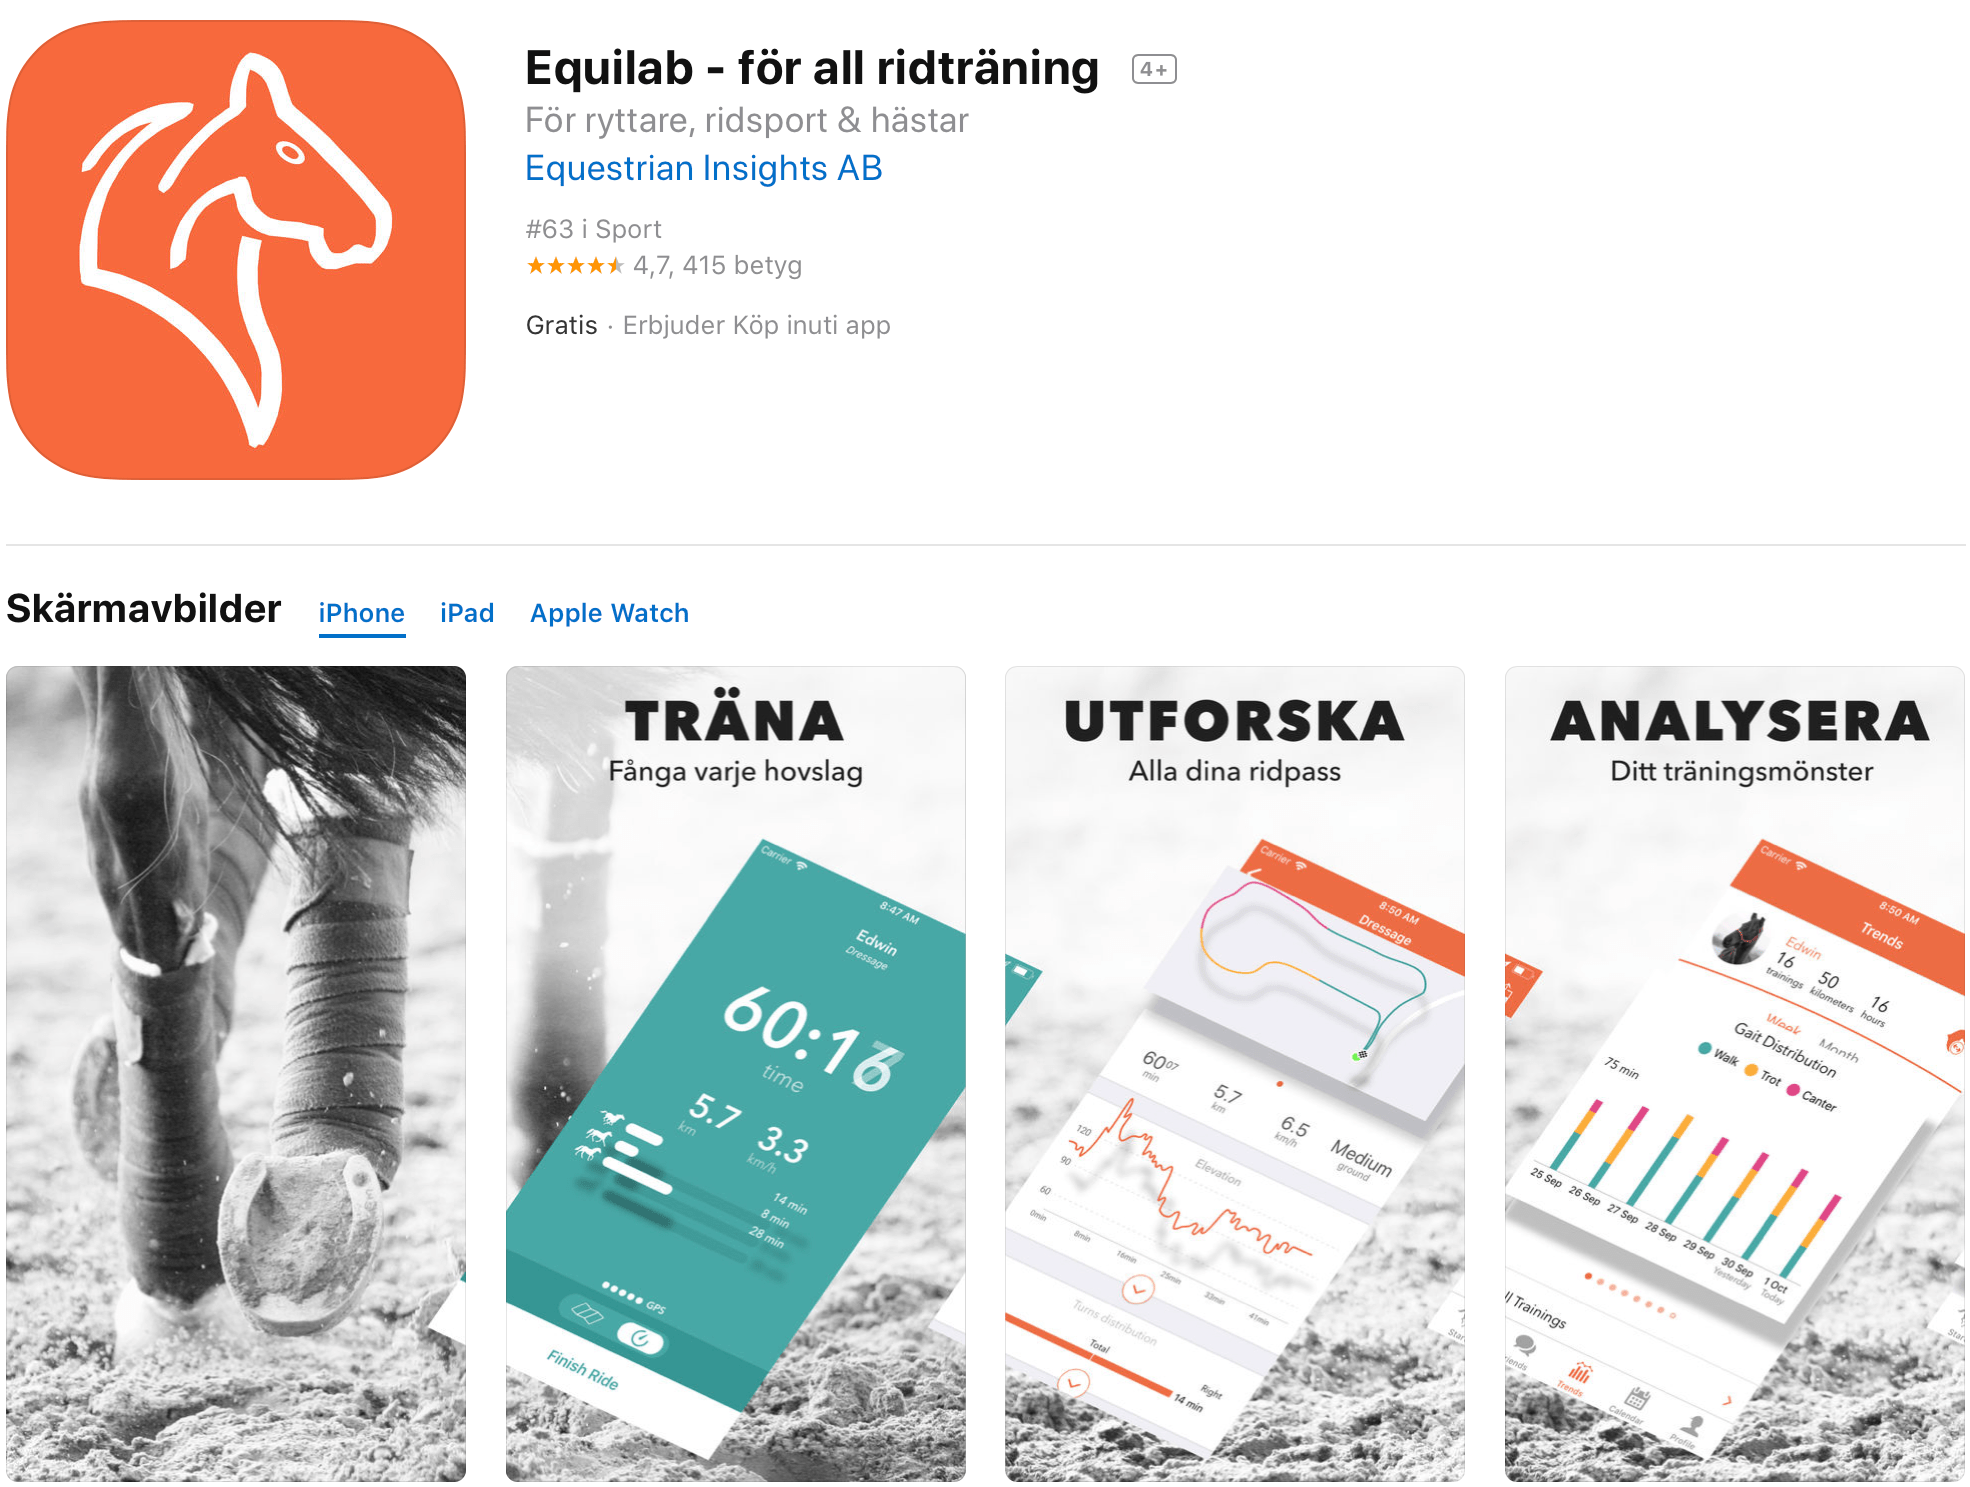 Equilab - för all ridträning 4+
För ryttare, ridsport & hästar
Equestrian Insights AB
#63 i Sport
★★★★★ 4,7, 415 betyg
Gratis · Erbjuder Köp inuti app
Skärmavbilder iPhone iPad Apple Watch
TRÄNA
Fånga varje hovslag
Carrier
8:47 AM
Edwin
Dressage
60:16
time
5.7
km
3.3
km/h
14 min
8 min
28 min
GPS
Finish Ride
UTFORSKA
Alla dina ridpass
Carrier
8:50 AM
Dressage
60:07
min
5.7
km
6.5
km/h
Medium
ground
Elevation
120
90
60
0min
8min
16min
25min
33min
41min
Turns distribution
Total
Right
14 min
ANALYSERA
Ditt träningsmönster
Carrier
8:50 AM
Trends
Edwin
16
trainings
50
kilometers
16
hours
Week
Month
Gait Distribution
Walk Trot Canter
75 min
25 Sep
26 Sep
27 Sep
28 Sep
29 Sep
30 Sep
Yesterday
1 Oct
Today
Trainings
Trends
Calendar
Profile